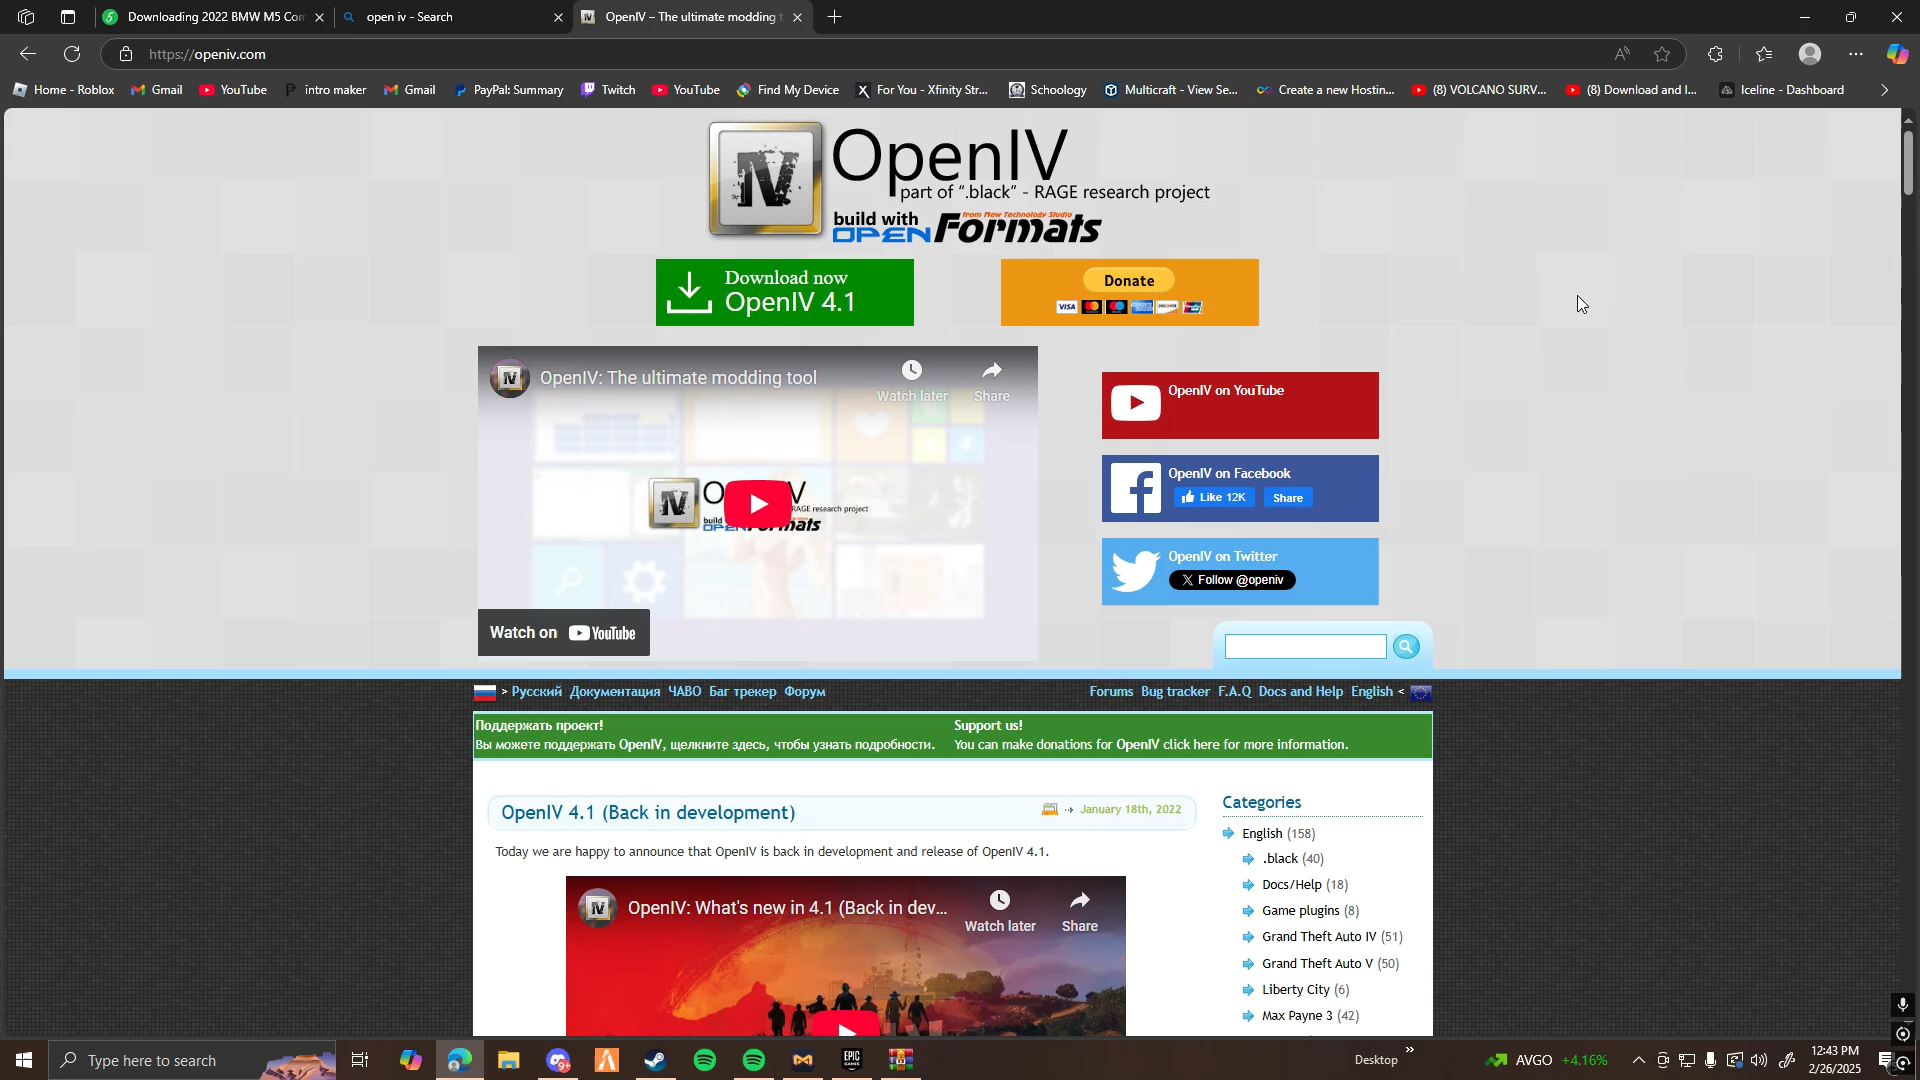 Downloading 2022 BMW M5 Com
open iv - Search
OpenIV – The ultimate modding t
https://openiv.com
Home - Roblox
Gmail
YouTube
intro maker
Gmail
PayPal: Summary
Twitch
YouTube
Find My Device
For You - Xfinity Str...
Schoology
Multicraft - View Se...
Create a new Hostin...
(8) VOLCANO SURV...
(8) Download and I...
Iceline - Dashboard
IV
OpenIV
part of “.black” - RAGE research project
build with
from New Technology Studio
OPEN Formats
Download now
OpenIV 4.1
Donate
VISA
OpenIV: The ultimate modding tool
Watch later
Share
Watch on YouTube
OpenIV on YouTube
OpenIV on Facebook
Like 12K
Share
OpenIV on Twitter
Follow @openiv
> Русский Документация ЧАВО Баг трекер Форум
Forums Bug tracker F.A.Q Docs and Help English <
Поддержать проект!
Вы можете поддержать OpenIV, щелкните здесь, чтобы узнать подробности.
Support us!
You can make donations for OpenIV click here for more information.
OpenIV 4.1 (Back in development)
January 18th, 2022
Today we are happy to announce that OpenIV is back in development and release of OpenIV 4.1.
OpenIV: What's new in 4.1 (Back in dev...
Watch later
Share
Categories
English (158)
.black (40)
Docs/Help (18)
Game plugins (8)
Grand Theft Auto IV (51)
Grand Theft Auto V (50)
Liberty City (6)
Max Payne 3 (42)
Type here to search
9+
EPIC GAMES
Desktop
AVGO +4.16%
12:43 PM
2/26/2025